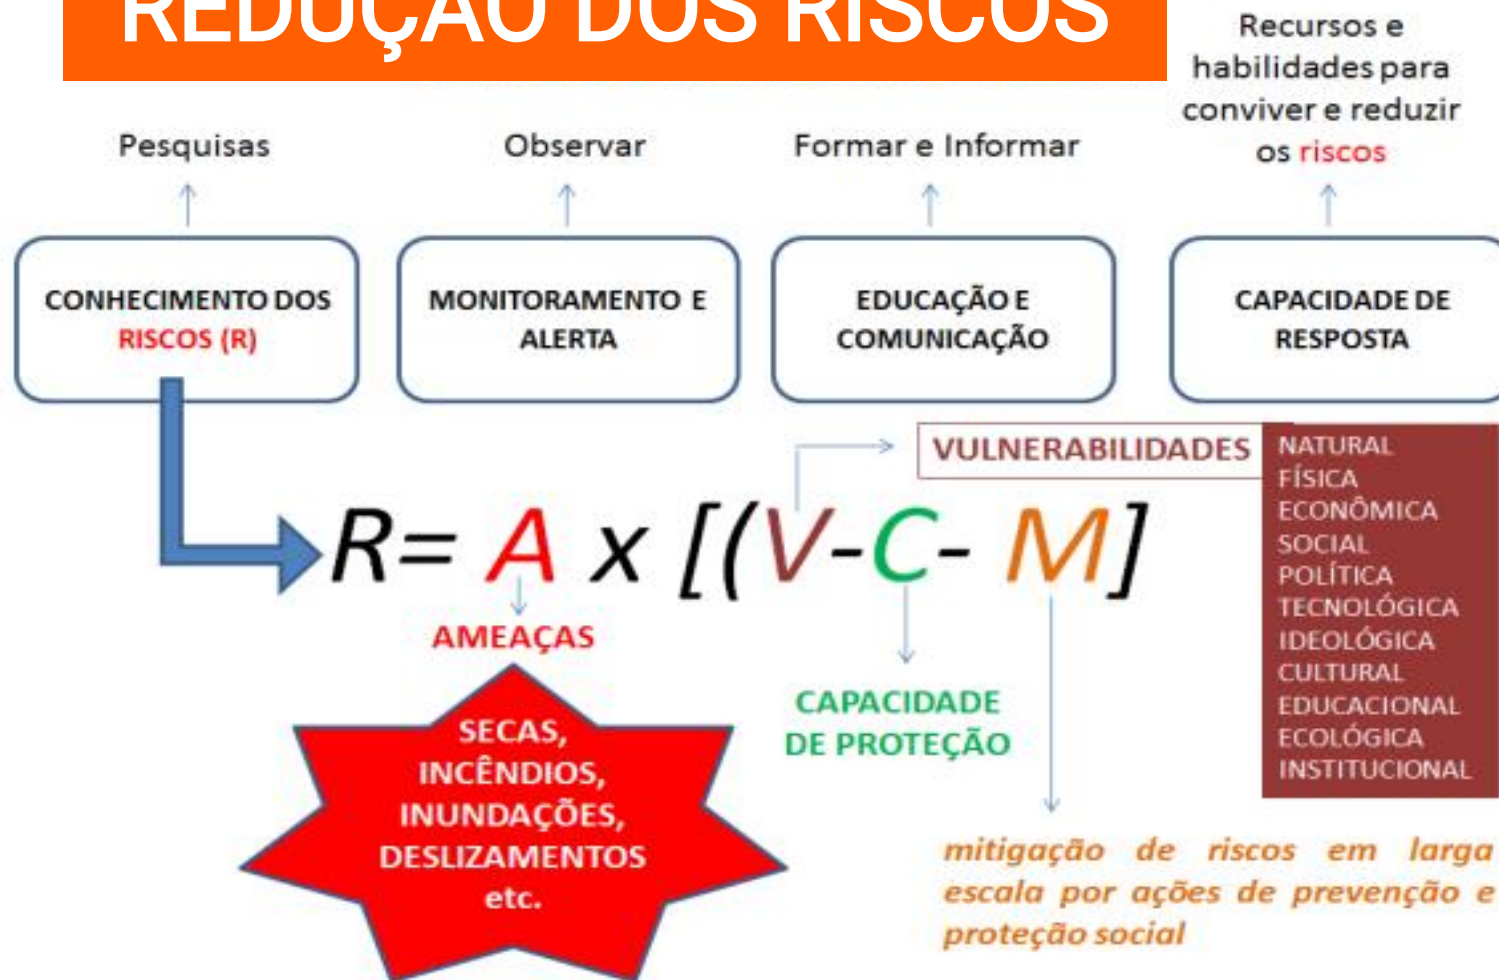 REDUÇÃO DOS RISCOS
Pesquisas
Observar
Formar e Informar
Recursos e
habilidades para
conviver e reduzir
os riscos
CONHECIMENTO DOS
RISCOS (R)
MONITORAMENTO E
ALERTA
EDUCAÇÃO E
COMUNICAÇÃO
CAPACIDADE DE
RESPOSTA
VULNERABILIDADES
NATURAL
FÍSICA
ECONÔMICA
SOCIAL
POLÍTICA
TECNOLÓGICA
IDEOLÓGICA
CULTURAL
EDUCACIONAL
ECOLÓGICA
INSTITUCIONAL
R= A x [(V-C- M]
AMEAÇAS
SECAS,
INCÊNDIOS,
INUNDAÇÕES,
DESLIZAMENTOS
etc.
CAPACIDADE
DE PROTEÇÃO
mitigação de riscos em larga
escala por ações de prevenção e
proteção social